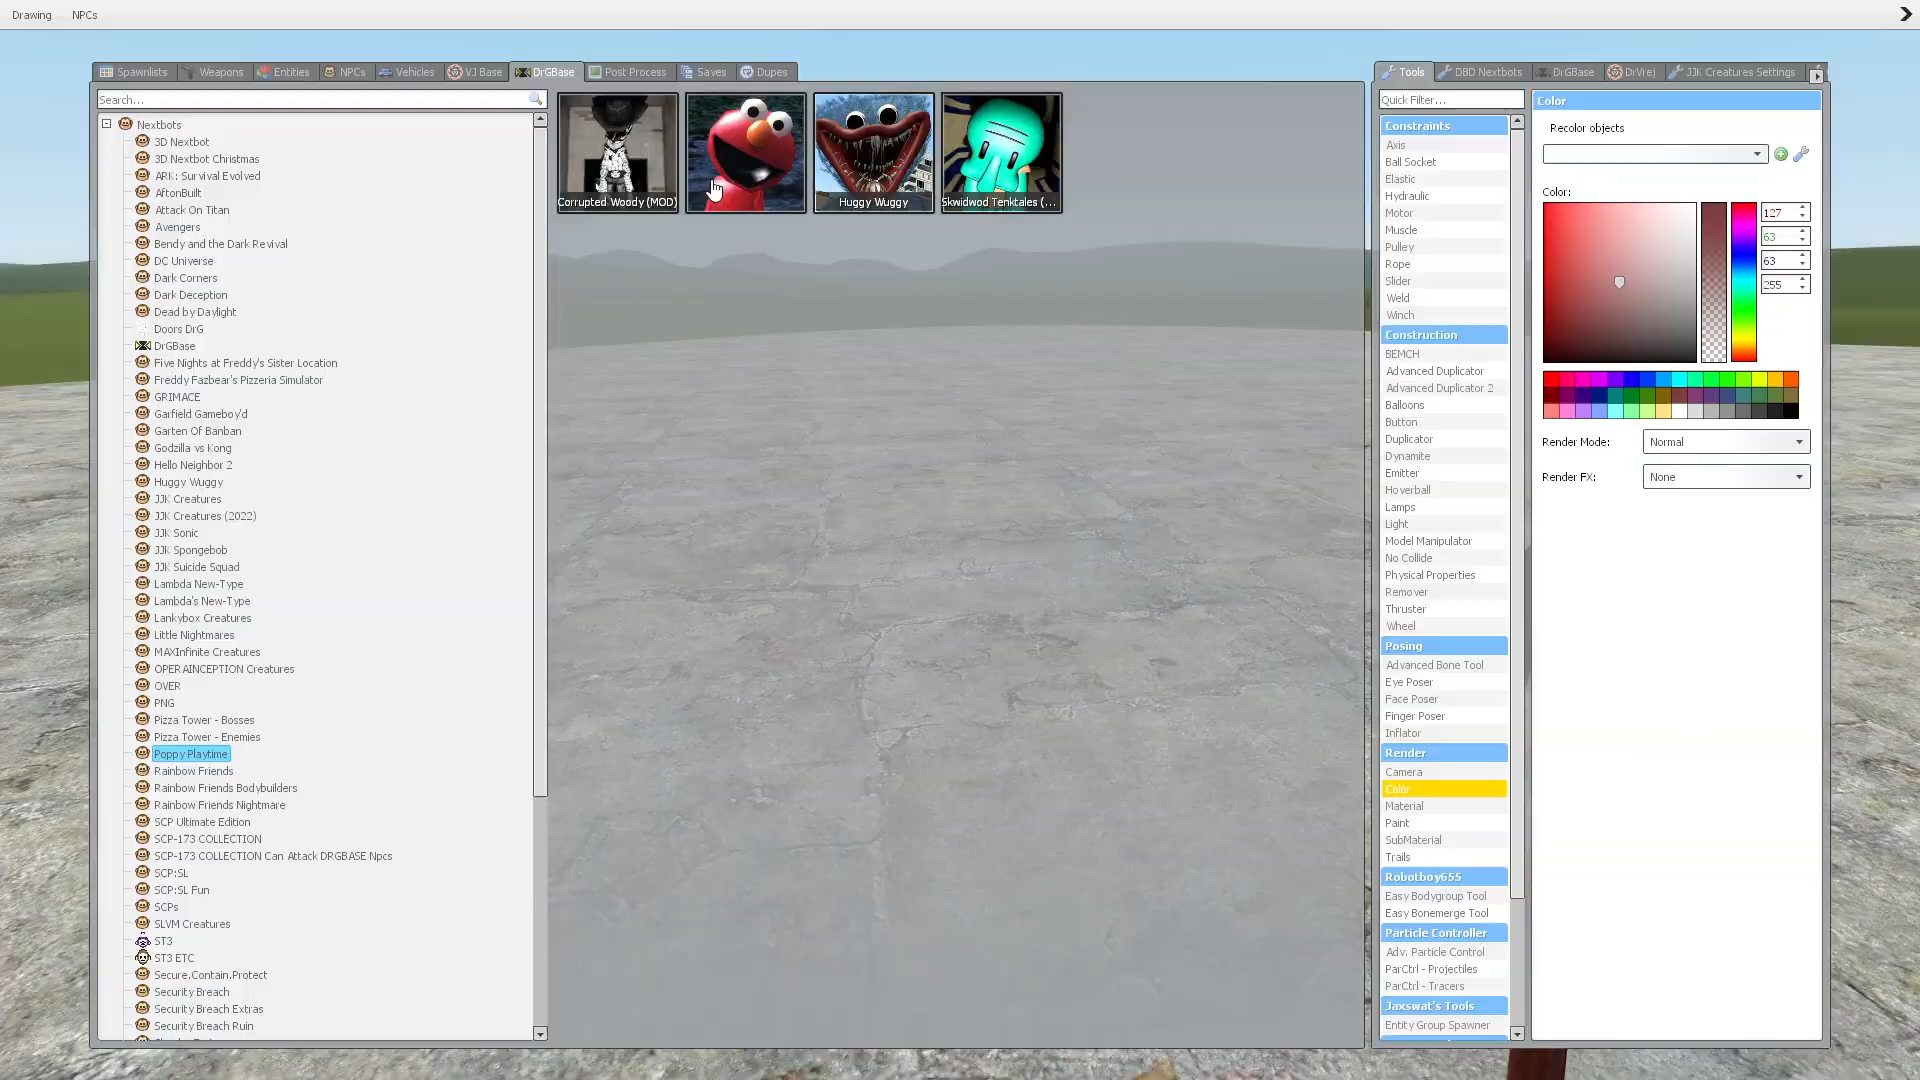 Drawing NPCs
Spawnlists Weapons Entities NPCs Vehicles VJ Base DrGBase Post Process Saves Dupes
Search...
Nextbots
3D Nextbot
3D Nextbot Christmas
ARK: Survival Evolved
AftonBuilt
Attack On Titan
Avengers
Bendy and the Dark Revival
DC Universe
Dark Corners
Dark Deception
Dead by Daylight
Doors DrG
DrGBase
Five Nights at Freddy's Sister Location
Freddy Fazbear's Pizzeria Simulator
GRIMACE
Garfield Gameboy'd
Garten Of Banban
Godzilla vs Kong
Hello Neighbor 2
Huggy Wuggy
JJK Creatures
JJK Creatures (2022)
JJK Sonic
JJK Spongebob
JJK Suicide Squad
Lambda New-Type
Lambda's New-Type
Lankybox Creatures
Little Nightmares
MAXInfinite Creatures
OPERAINCEPTION Creatures
OVER
PNG
Pizza Tower - Bosses
Pizza Tower - Enemies
Poppy Playtime
Rainbow Friends
Rainbow Friends Bodybuilders
Rainbow Friends Nightmare
SCP Ultimate Edition
SCP-173 COLLECTION
SCP-173 COLLECTION Can Attack DRGBASE Npcs
SCP:SL
SCP:SL Fun
SCPs
SLVM Creatures
ST3
ST3 ETC
Secure.Contain.Protect
Security Breach
Security Breach Extras
Security Breach Ruin
Corrupted Woody (MOD)
Huggy Wuggy
Skwidwod Tenktales (...
Tools DBD Nextbots DrGBase DrVrej JJK Creatures Settings
Quick Filter...
Constraints
Axis
Ball Socket
Elastic
Hydraulic
Motor
Muscle
Pulley
Rope
Slider
Weld
Winch
Construction
BEMCH
Advanced Duplicator
Advanced Duplicator 2
Balloons
Button
Duplicator
Dynamite
Emitter
Hoverball
Lamps
Light
Model Manipulator
No Collide
Physical Properties
Remover
Thruster
Wheel
Posing
Advanced Bone Tool
Eye Poser
Face Poser
Finger Poser
Inflator
Render
Camera
Color
Material
Paint
SubMaterial
Trails
Robotboy655
Easy Bodygroup Tool
Easy Bonemerge Tool
Particle Controller
Adv. Particle Control
ParCtrl - Projectiles
ParCtrl - Tracers
Jaxswat's Tools
Entity Group Spawner
Color
Recolor objects
Color:
127
63
63
255
Render Mode: Normal
Render FX: None